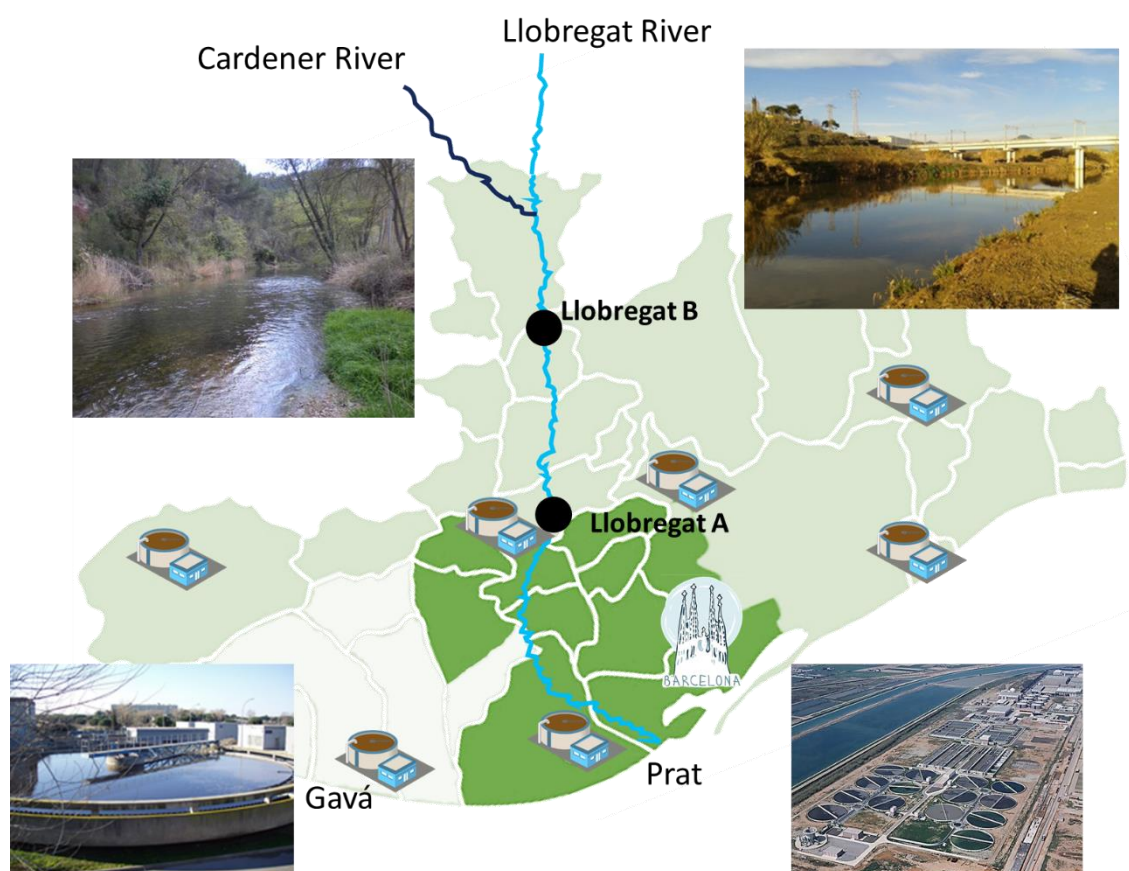 Llobregat River
Cardener River
Llobregat B
Llobregat A
BARCELONA
Prat
Gavá